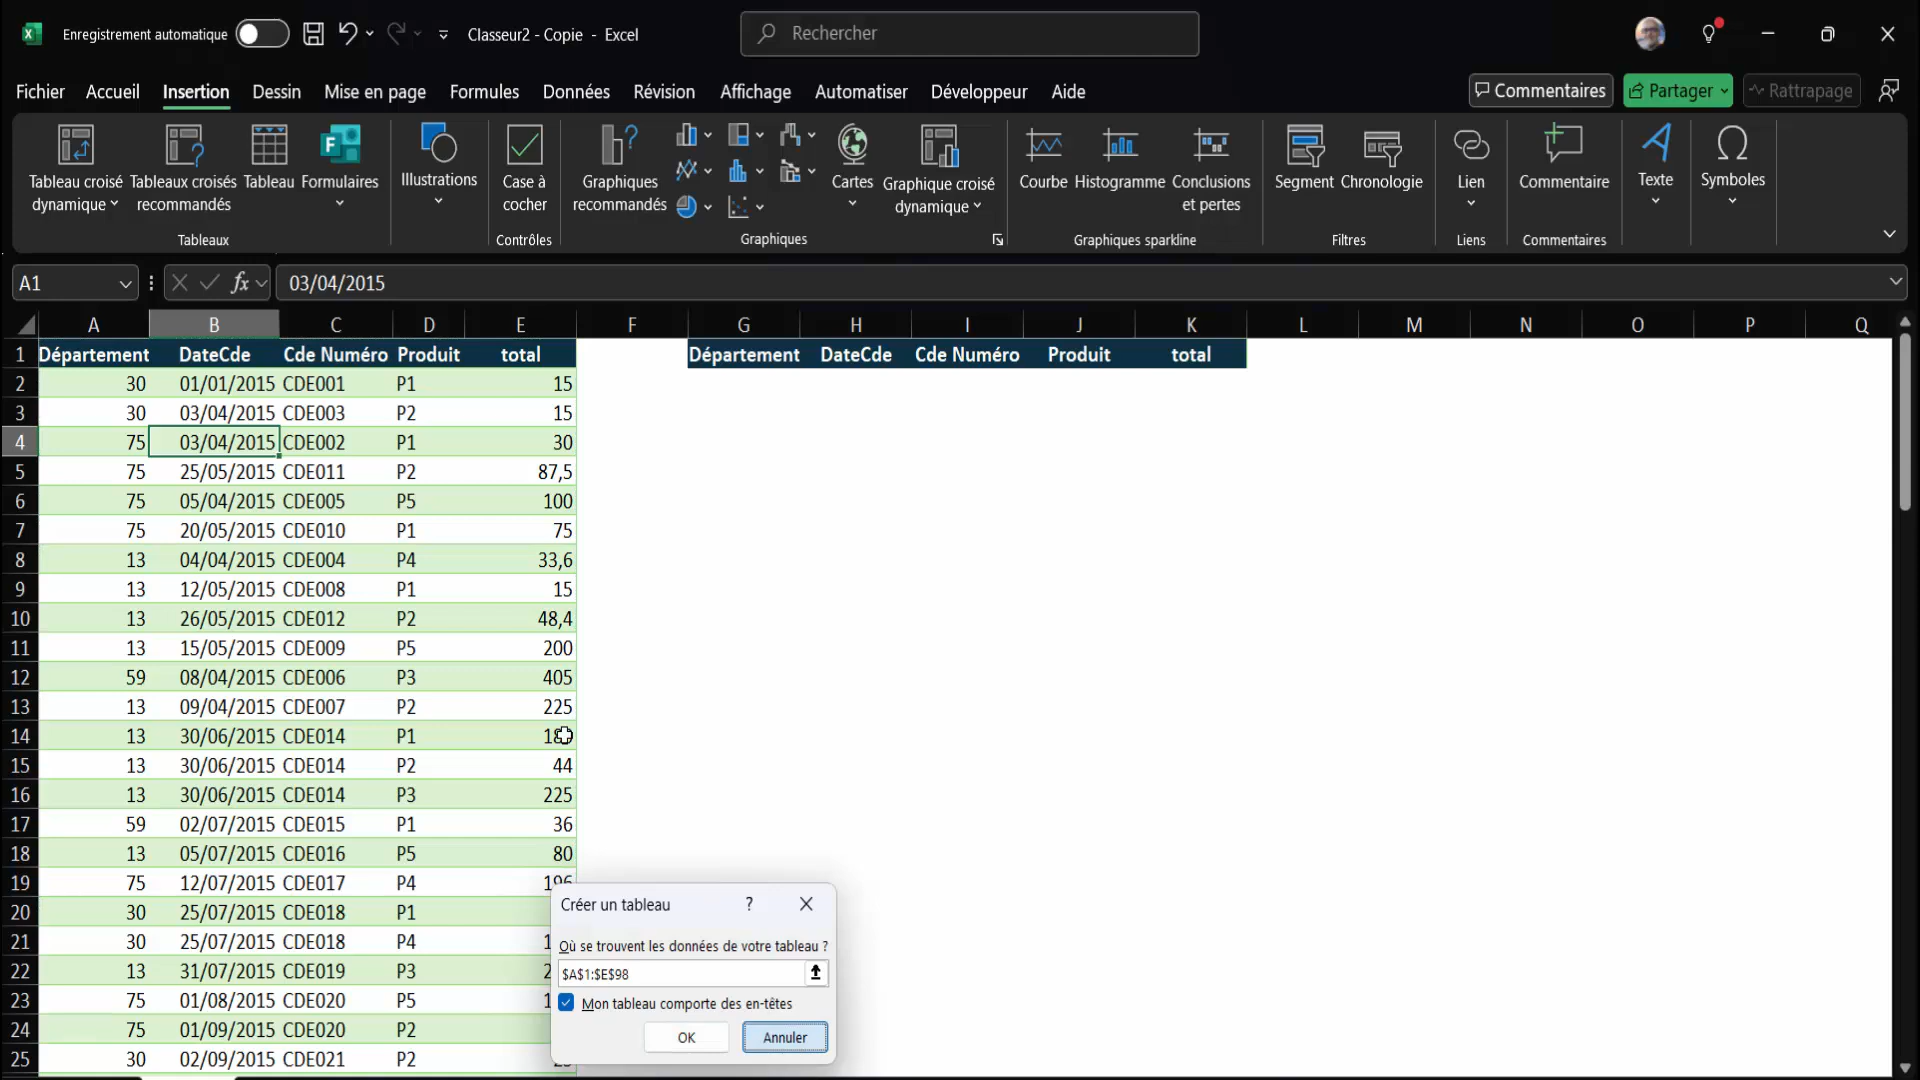 Enregistrement automatique
Classeur2 - Copie - Excel
Rechercher
Fichier Accueil Insertion Dessin Mise en page Formules Données Révision Affichage Automatiser Développeur Aide
Commentaires Partager Rattrapage
Tableau croisé dynamique
Tableaux croisés recommandés
Tableau
Formulaires
Illustrations
Case à cocher
Graphiques recommandés
Cartes
Graphique croisé dynamique
Courbe
Histogramme
Conclusions et pertes
Segment
Chronologie
Lien
Commentaire
Texte
Symboles
Tableaux Contrôles Graphiques Graphiques sparkline Filtres Liens Commentaires
A1 fx 03/04/2015
A B C D E F G H I J K L M N O P Q
1 Département DateCde Cde Numéro Produit total Département DateCde Cde Numéro Produit total
2 30 01/01/2015 CDE001 P1 15
3 30 03/04/2015 CDE003 P2 15
4 75 03/04/2015 CDE002 P1 30
5 75 25/05/2015 CDE011 P2 87,5
6 75 05/04/2015 CDE005 P5 100
7 75 20/05/2015 CDE010 P1 75
8 13 04/04/2015 CDE004 P4 33,6
9 13 12/05/2015 CDE008 P1 15
10 13 26/05/2015 CDE012 P2 48,4
11 13 15/05/2015 CDE009 P5 200
12 59 08/04/2015 CDE006 P3 405
13 13 09/04/2015 CDE007 P2 225
14 13 30/06/2015 CDE014 P1
15 13 30/06/2015 CDE014 P2 44
16 13 30/06/2015 CDE014 P3 225
17 59 02/07/2015 CDE015 P1 36
18 13 05/07/2015 CDE016 P5 80
19 75 12/07/2015 CDE017 P4 196
20 30 25/07/2015 CDE018 P1
21 30 25/07/2015 CDE018 P4
22 13 31/07/2015 CDE019 P3
23 75 01/08/2015 CDE020 P5
24 75 01/09/2015 CDE020 P2
25 30 02/09/2015 CDE021 P2
Créer un tableau ?
Où se trouvent les données de votre tableau ?
$A$1:$E$98
Mon tableau comporte des en-têtes
OK Annuler